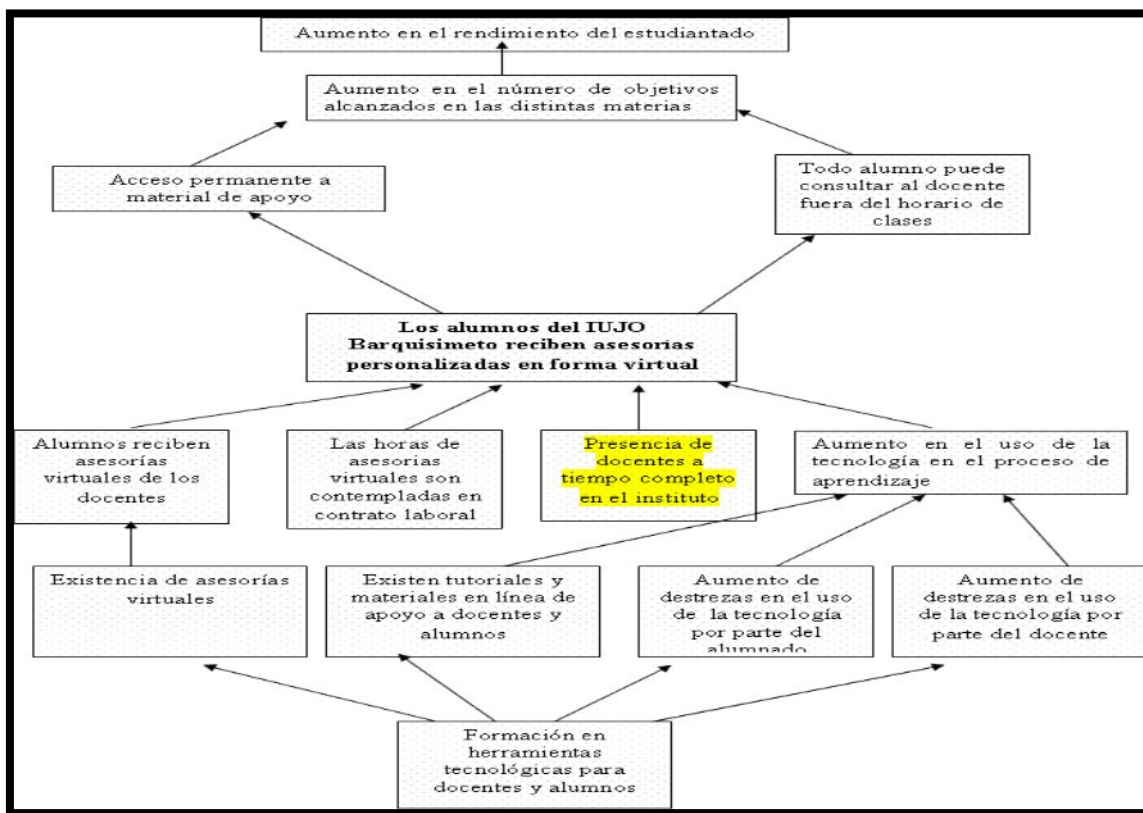 Aumento en el rendimiento del estudiantado
Aumento en el número de objetivos
alcanzados en las distintas materias
Acceso permanente a
material de apoyo
Todo alumno puede
consultar al docente
fuera del horario de
clases
Los alumnos del IUJO
Barquisimeto reciben asesorías
personalizadas en forma virtual
Alumnos reciben
asesorías
virtuales de los
docentes
Las horas de
asesorias
virtuales son
contempladas en
contrato laboral
Presencia de
docentes a
tiempo completo
en el instituto
Aumento en el uso de la
tecnología en el proceso de
aprendizaje
Existencia de asesorías
virtuales
Existen tutoriales y
materiales en línea de
apoyo a docentes y
alumnos
Aumento de
destrezas en el uso
de la tecnología
por parte del
alumnado
Aumento de
destrezas en el uso
de la tecnología por
parte del docente
Formación en
herramientas
tecnológicas para
docentes y alumnos